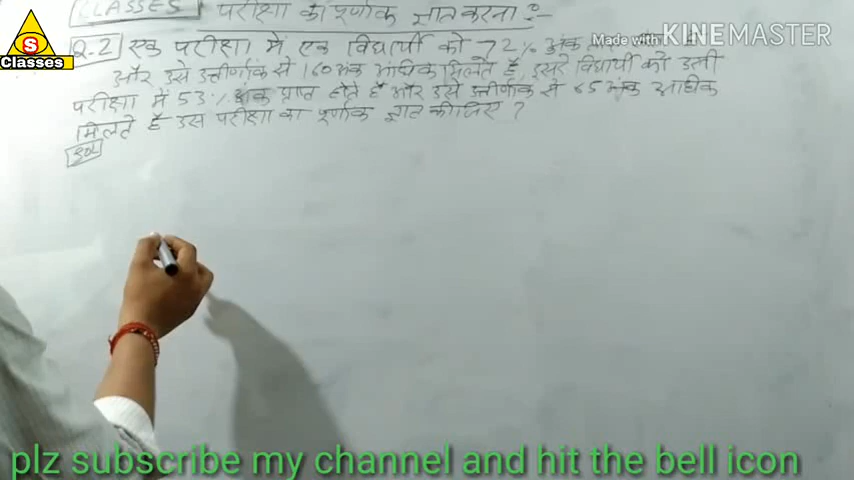 CLASSES परीक्षा का पूर्णांक ज्ञात करना :-
S
Classes
Made with KINEMASTER
Q.2 एक परीक्षा में एक विद्यार्थी को 72% अंक
और उसे उत्तीर्णांक से 160 अंक अधिक मिलते हैं, दूसरे विद्यार्थी को उसी
परीक्षा में 53% अंक प्राप्त होते हैं और उसे उत्तीर्णांक से 65 अंक अधिक
मिलते हैं उस परीक्षा का पूर्णांक ज्ञात कीजिए ?
Sol
plz subscribe my channel and hit the bell icon